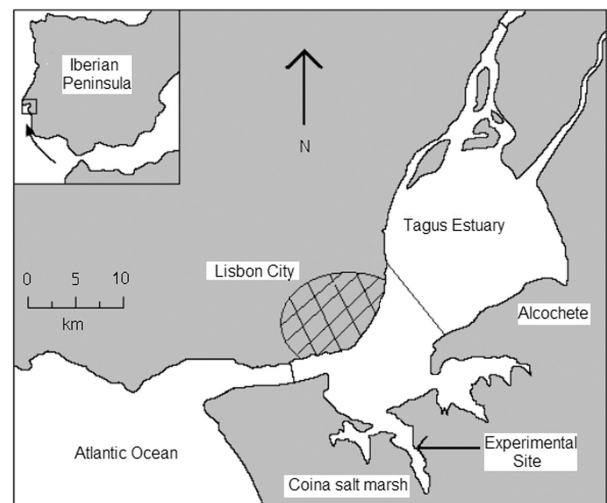 Iberian
Peninsula
N
Tagus Estuary
Lisbon City
0 5 10
km
Alcochete
Atlantic Ocean
Experimental
Site
Coina salt marsh